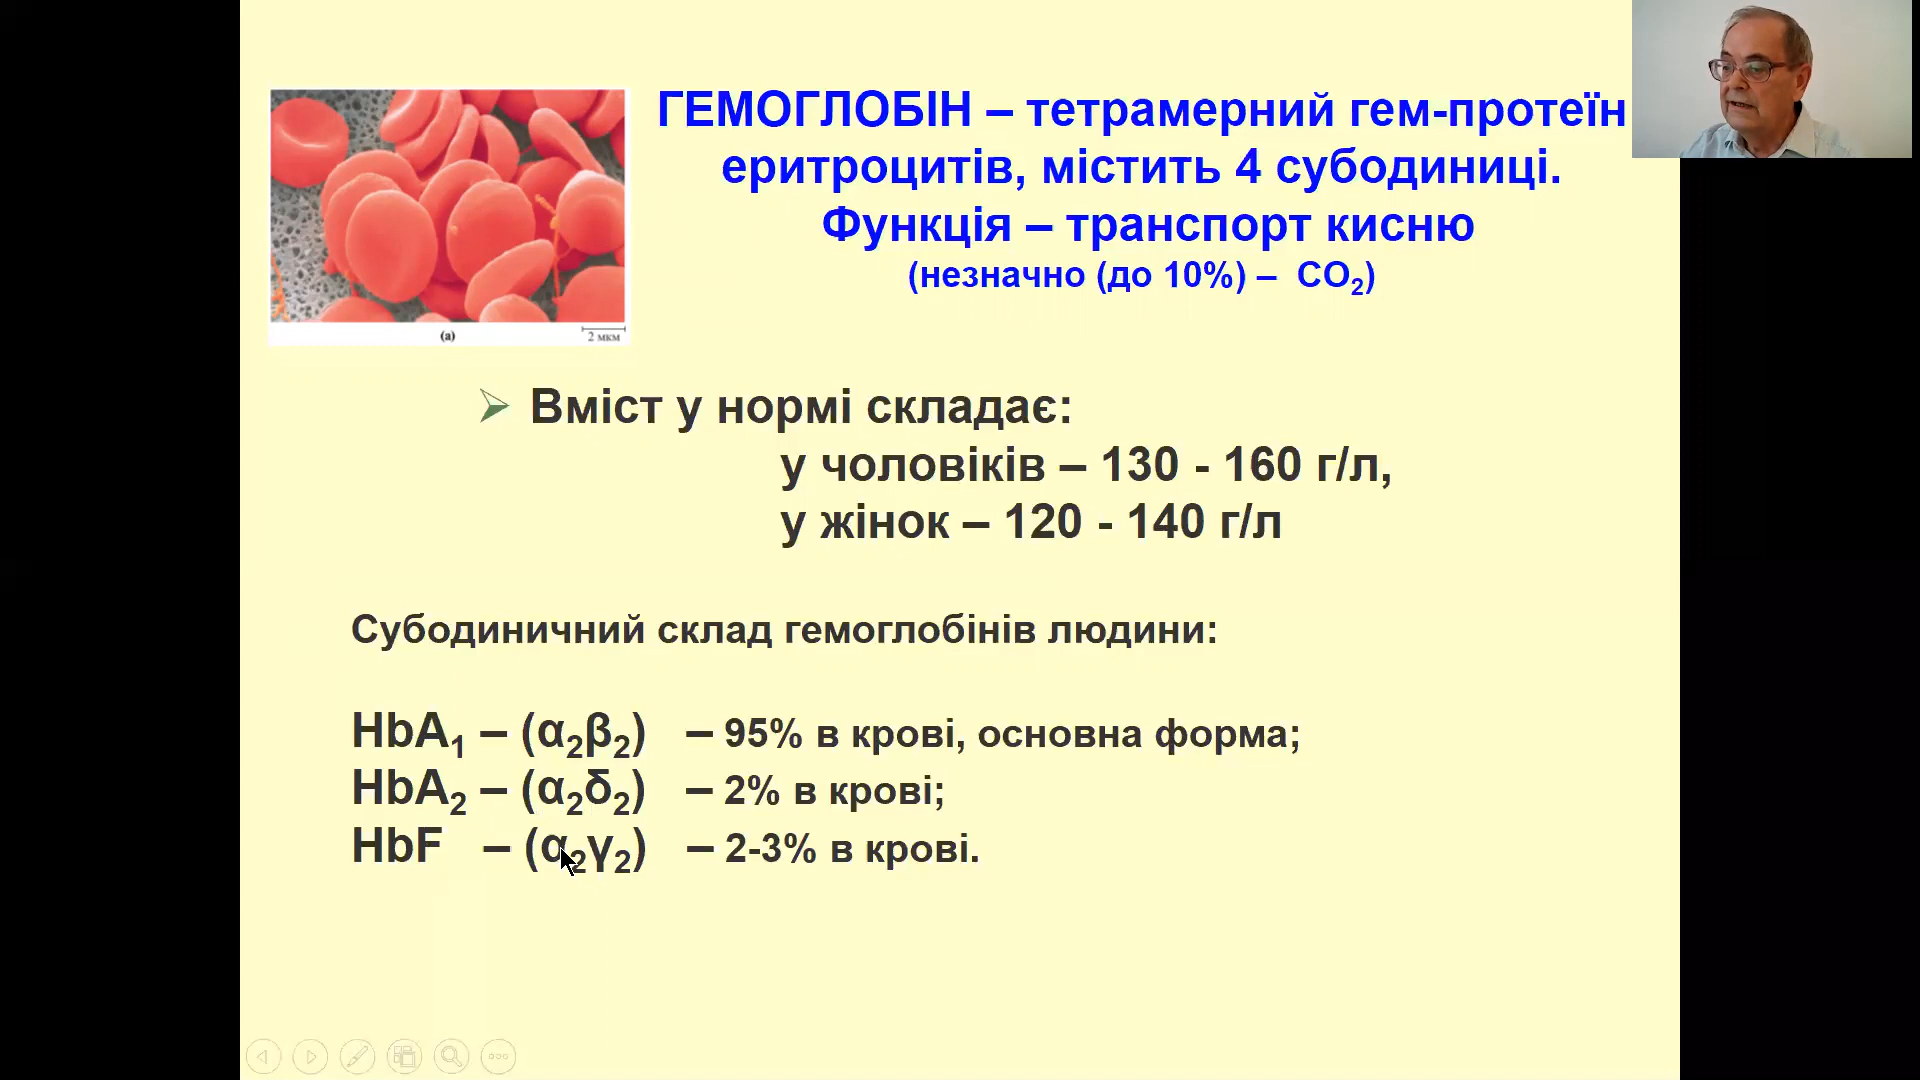 ГЕМОГЛОБІН – тетрамерний гем-протеїн
еритроцитів, містить 4 субодиниці.
Функція – транспорт кисню
(незначно (до 10%) – CO₂)
(а)
2 мкм
➢ Вміст у нормі складає:
у чоловіків – 130 - 160 г/л,
у жінок – 120 - 140 г/л
Субодиничний склад гемоглобінів людини:
HbA₁ – (α₂β₂) – 95% в крові, основна форма;
HbA₂ – (α₂δ₂) – 2% в крові;
HbF – (α₂γ₂) – 2-3% в крові.